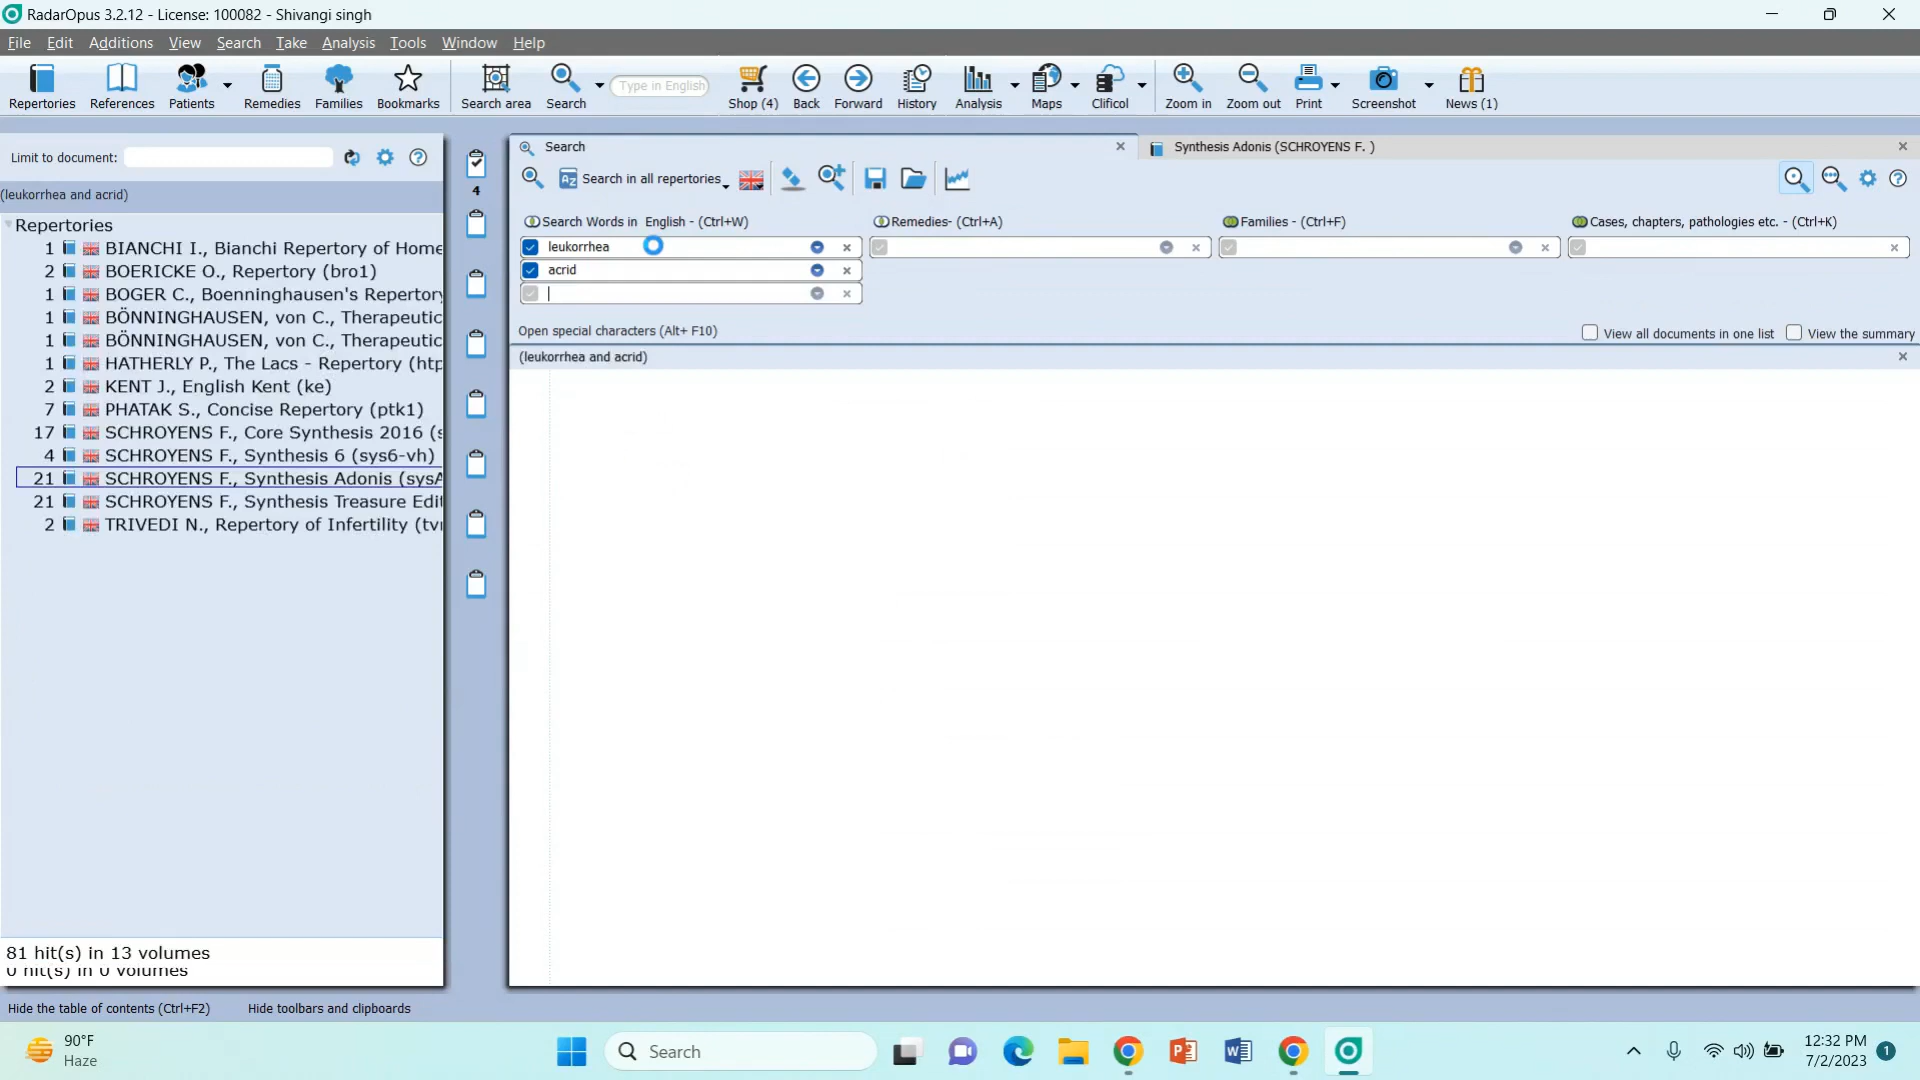 RadarOpus 3.2.12 - License: 100082 - Shivangi singh
File Edit Additions View Search Take Analysis Tools Window Help
Repertories References Patients Remedies Families Bookmarks Search area Search Type in English Shop (4) Back Forward History Analysis Maps Clificol Zoom in Zoom out Print Screenshot News (1)
Limit to document:
(leukorrhea and acrid)
Repertories
1 BIANCHI I., Bianchi Repertory of Home
2 BOERICKE O., Repertory (bro1)
1 BOGER C., Boenninghausen's Repertory
1 BÖNNINGHAUSEN, von C., Therapeutic
1 BÖNNINGHAUSEN, von C., Therapeutic
1 HATHERLY P., The Lacs - Repertory (htp
2 KENT J., English Kent (ke)
7 PHATAK S., Concise Repertory (ptk1)
17 SCHROYENS F., Core Synthesis 2016 (s
4 SCHROYENS F., Synthesis 6 (sys6-vh)
21 SCHROYENS F., Synthesis Adonis (sysA
21 SCHROYENS F., Synthesis Treasure Edit
2 TRIVEDI N., Repertory of Infertility (tvr
81 hit(s) in 13 volumes
0 hit(s) in 0 volumes
4
Search
Synthesis Adonis (SCHROYENS F. )
Search in all repertories
Search Words in English - (Ctrl+W)
Remedies- (Ctrl+A)
Families - (Ctrl+F)
Cases, chapters, pathologies etc. - (Ctrl+K)
leukorrhea
acrid
Open special characters (Alt+ F10)
View all documents in one list
View the summary
(leukorrhea and acrid)
Hide the table of contents (Ctrl+F2)
Hide toolbars and clipboards
90°F
Haze
Search
12:32 PM
7/2/2023
1